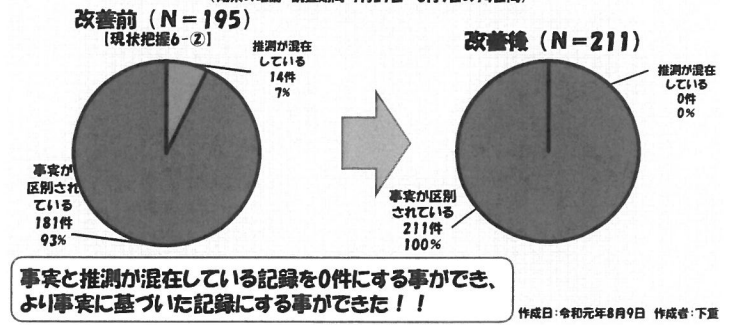 改善前（N＝195）
[現状把握6-②]
推測が混在
している
14件
7%
事実が
区別され
ている
181件
93%
改善後（N＝211）
推測が混在
している
0件
0%
事実が区別
されている
211件
100%
事実と推測が混在している記録を0件にする事ができ、
より事実に基づいた記録にする事ができた！！
作成日：令和元年8月9日 作成者：下重